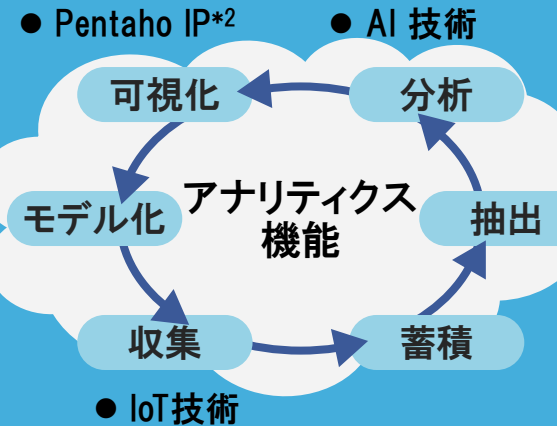 ● Pentaho IP*2
● AI 技術
可視化
分析
モデル化
アナリティクス
機能
抽出
収集
蓄積
● IoT技術